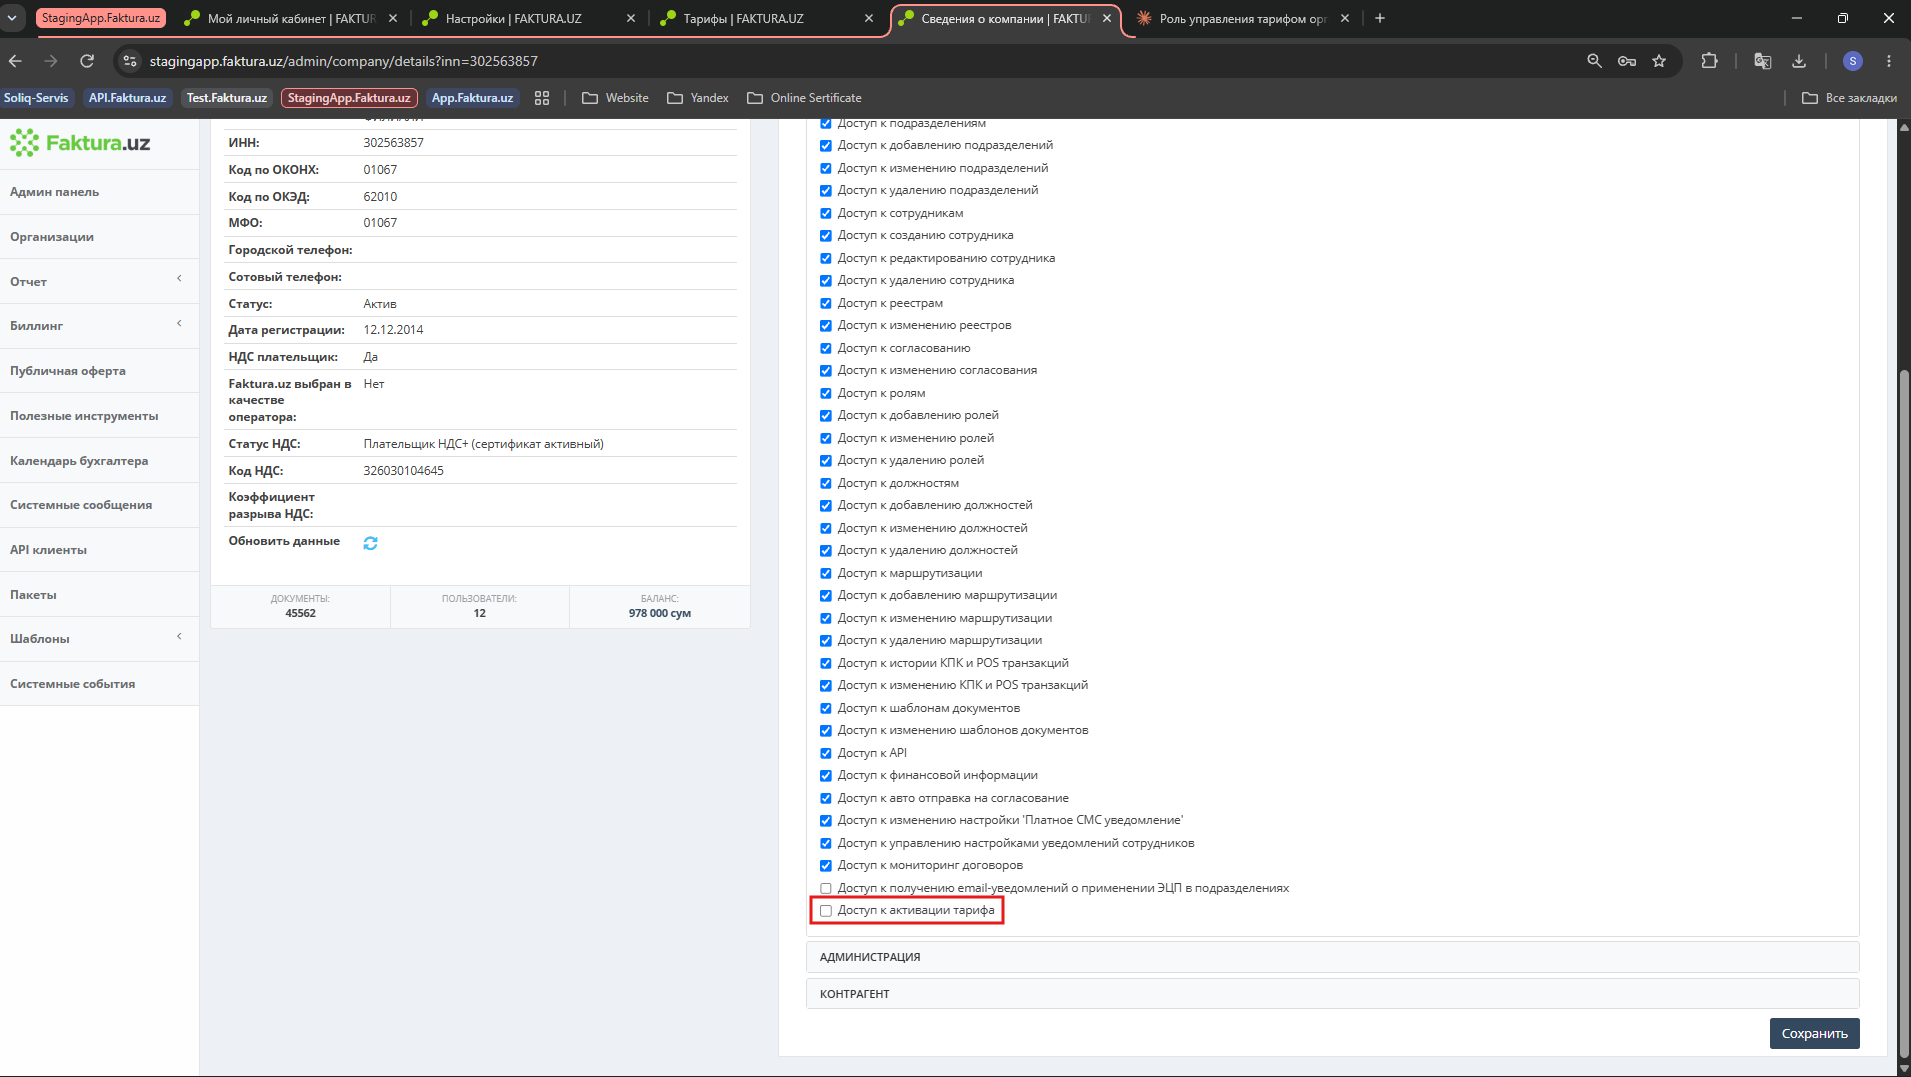 StagingApp.Faktura.uz
Мой личный кабинет | FAKTUR
Настройки | FAKTURA.UZ
Тарифы | FAKTURA.UZ
Сведения о компании | FAKTU
Роль управления тарифом орг
stagingapp.faktura.uz/admin/company/details?inn=302563857
S
Soliq-Servis
API.Faktura.uz
Test.Faktura.uz
StagingApp.Faktura.uz
App.Faktura.uz
Website
Yandex
Online Sertificate
Все закладки
Faktura.uz
Админ панель
Организации
Отчет
Биллинг
Публичная оферта
Полезные инструменты
Календарь бухгалтера
Системные сообщения
API клиенты
Пакеты
Шаблоны
Системные события
ИНН: 302563857
Код по ОКОНХ: 01067
Код по ОКЭД: 62010
МФО: 01067
Городской телефон:
Сотовый телефон:
Статус: Актив
Дата регистрации: 12.12.2014
НДС плательщик: Да
Faktura.uz выбран в Нет
качестве
оператора:
Статус НДС: Плательщик НДС+ (сертификат активный)
Код НДС: 326030104645
Коэффициент
разрыва НДС:
Обновить данные
ДОКУМЕНТЫ:
45562
ПОЛЬЗОВАТЕЛИ:
12
БАЛАНС:
978 000 сум
Доступ к подразделениям
Доступ к добавлению подразделений
Доступ к изменению подразделений
Доступ к удалению подразделений
Доступ к сотрудникам
Доступ к созданию сотрудника
Доступ к редактированию сотрудника
Доступ к удалению сотрудника
Доступ к реестрам
Доступ к изменению реестров
Доступ к согласованию
Доступ к изменению согласования
Доступ к ролям
Доступ к добавлению ролей
Доступ к изменению ролей
Доступ к удалению ролей
Доступ к должностям
Доступ к добавлению должностей
Доступ к изменению должностей
Доступ к удалению должностей
Доступ к маршрутизации
Доступ к добавлению маршрутизации
Доступ к изменению маршрутизации
Доступ к удалению маршрутизации
Доступ к истории КПК и POS транзакций
Доступ к изменению КПК и POS транзакций
Доступ к шаблонам документов
Доступ к изменению шаблонов документов
Доступ к API
Доступ к финансовой информации
Доступ к авто отправка на согласование
Доступ к изменению настройки 'Платное СМС уведомление'
Доступ к управлению настройками уведомлений сотрудников
Доступ к мониторинг договоров
Доступ к получению email-уведомлений о применении ЭЦП в подразделениях
Доступ к активации тарифа
АДМИНИСТРАЦИЯ
КОНТРАГЕНТ
Сохранить